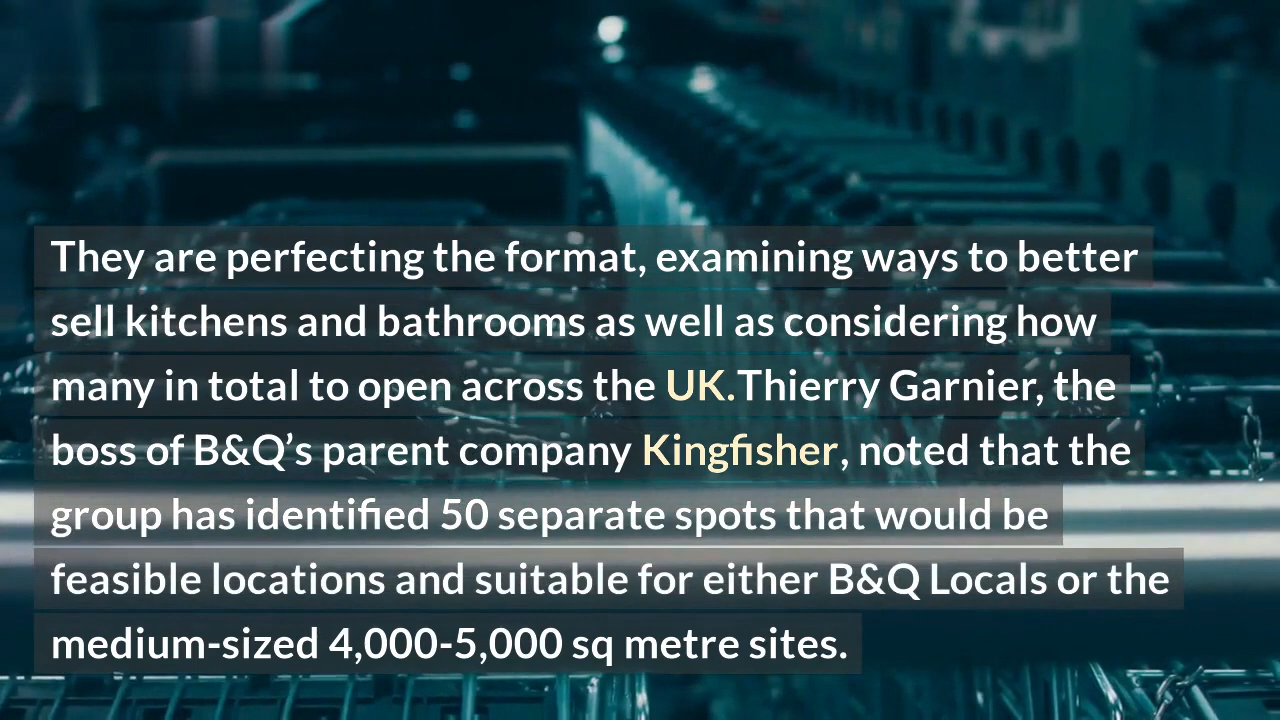 They are perfecting the format, examining ways to better
sell kitchens and bathrooms as well as considering how
many in total to open across the UK.Thierry Garnier, the
boss of B&Q’s parent company Kingfisher, noted that the
group has identified 50 separate spots that would be
feasible locations and suitable for either B&Q Locals or the
medium-sized 4,000-5,000 sq metre sites.